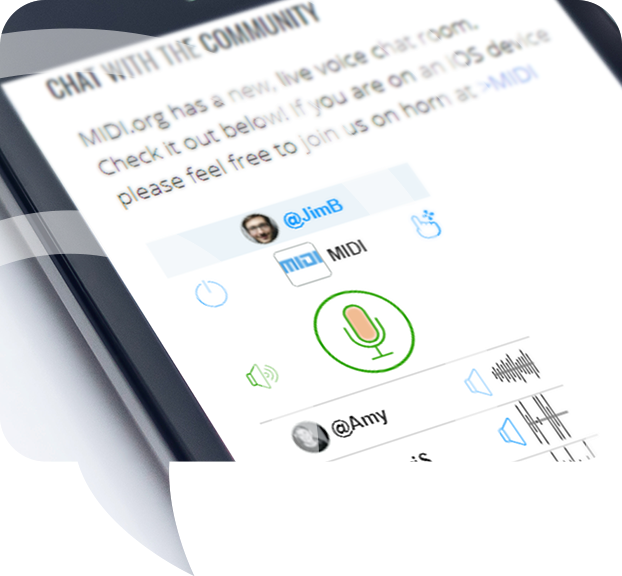 CHAT WITH THE COMMUNITY
MIDI.org has a new, live voice chat room.
Check it out below! If you are on an iOS device
please feel free to join us on horn at >MIDI
@JimB
MIDI
MIDI
@Amy